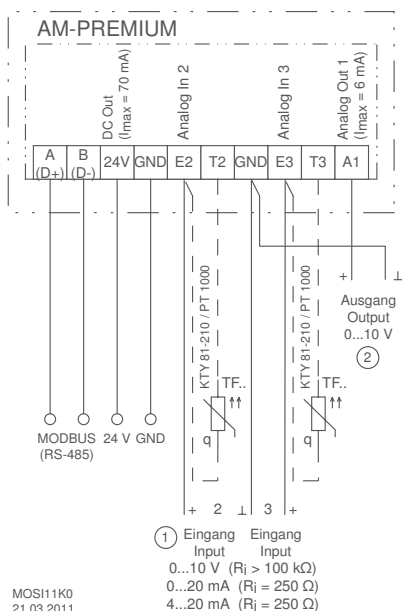 AM-PREMIUM
DC Out
(Imax = 70 mA)
Analog In 2
Analog In 3
Analog Out 1
(Imax = 6 mA)
A
(D+)
B
(D-)
24V
GND
E2
T2
GND
E3
T3
A1
KTY 81-210 / PT 1000
KTY 81-210 / PT 1000
+ ⊥
Ausgang
Output
0...10 V
2
TF..
q
TF..
q
MODBUS
(RS-485)
24 V
GND
+ 2 ⊥ 3 +
1
Eingang Eingang
Input Input
0...10 V (Ri > 100 kΩ)
0...20 mA (Ri = 250 Ω)
4...20 mA (Ri = 250 Ω)
MOSI11K0
21.03.2011